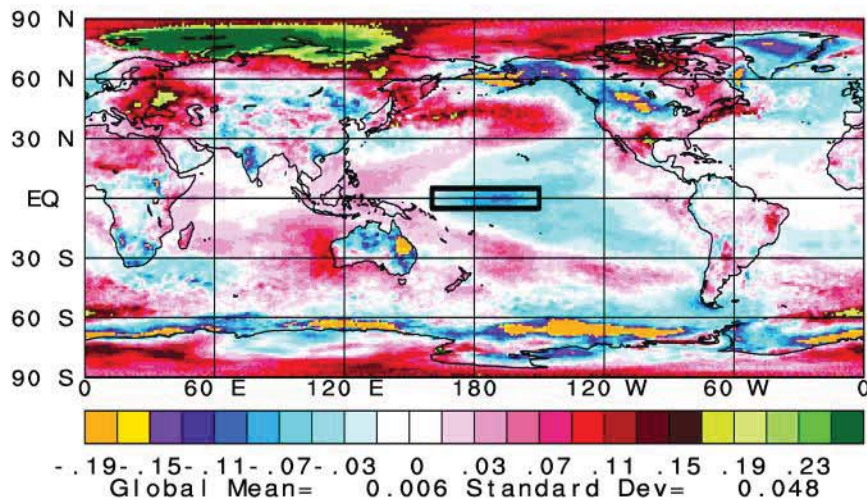 90 N
60 N
30 N
EQ
30 S
60 S
90 S
0 60 E 120 E 180 120 W 60 W 0
-.19-.15-.11-.07-.03 0 .03 .07 .11 .15 .19 .23
Global Mean= 0.006 Standard Dev= 0.048